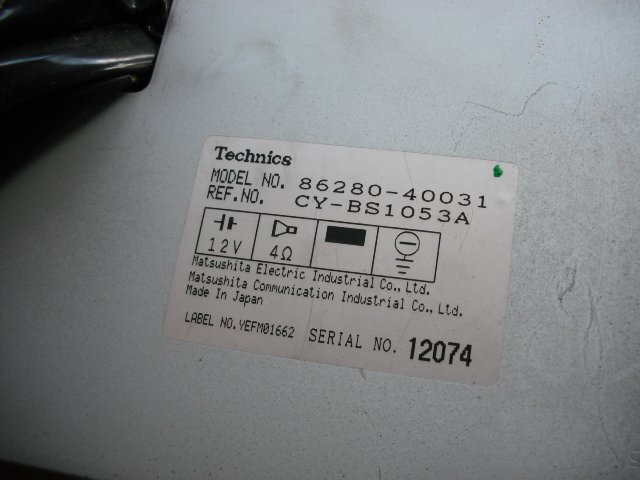 Technics
MODEL NO. 86280-40031
REF.NO. CY-BS1053A
12V 4Ω
Matsushita Electric Industrial Co., Ltd.
Matsushita Communication Industrial Co., Ltd.
Made In Japan
LABEL NO.YEFM01662 SERIAL NO. 12074